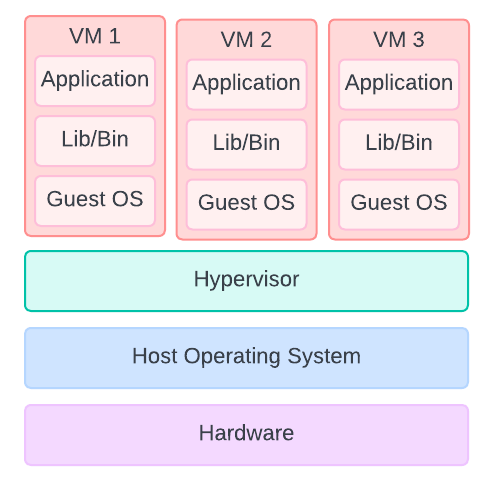 VM 1
Application
Lib/Bin
Guest OS
VM 2
Application
Lib/Bin
Guest OS
VM 3
Application
Lib/Bin
Guest OS
Hypervisor
Host Operating System
Hardware